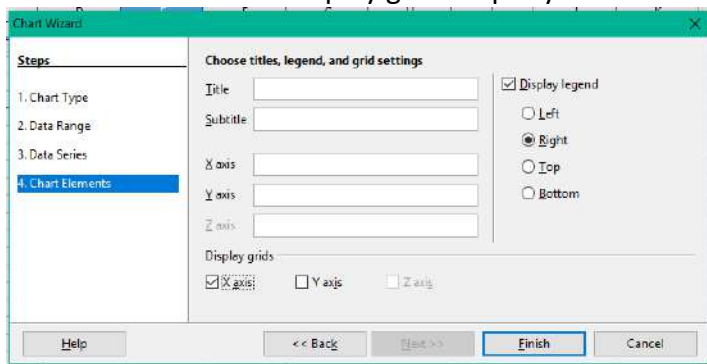 Chart Wizard
Steps
1. Chart Type
2. Data Range
3. Data Series
4. Chart Elements
Choose titles, legend, and grid settings
Title
Subtitle
X axis
Y axis
Z axis
Display legend
Left
Right
Top
Bottom
Display grids
X axis
Y axis
Z axis
Help
<< Back
Next >>
Finish
Cancel